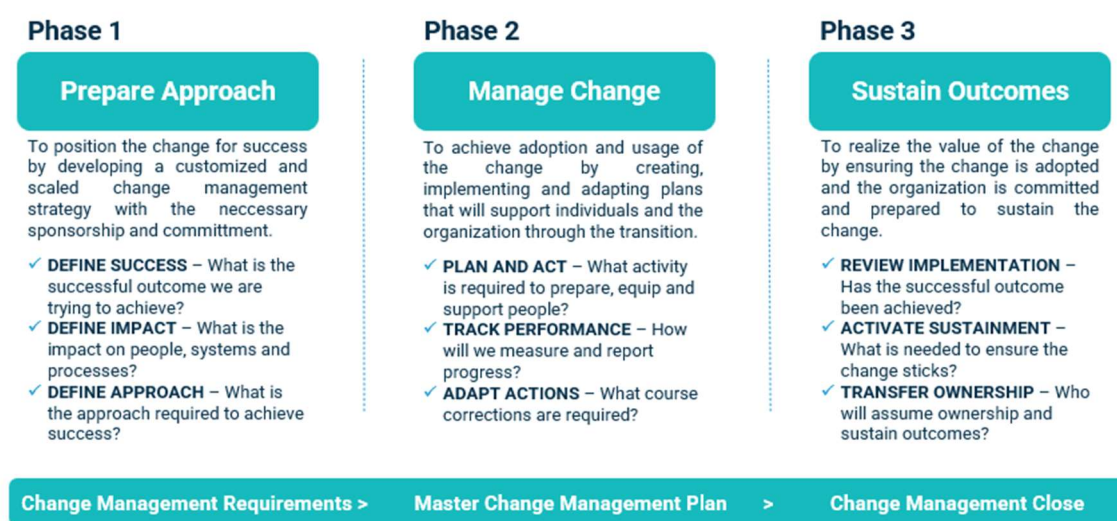 Phase 1
Prepare Approach
To position the change for success
by developing a customized and
scaled change management
strategy with the neccessary
sponsorship and committment.
✓ DEFINE SUCCESS – What is the
successful outcome we are
trying to achieve?
✓ DEFINE IMPACT – What is the
impact on people, systems and
processes?
✓ DEFINE APPROACH – What is
the approach required to achieve
success?
Phase 2
Manage Change
To achieve adoption and usage of
the change by creating,
implementing and adapting plans
that will support individuals and the
organization through the transition.
✓ PLAN AND ACT – What activity
is required to prepare, equip and
support people?
✓ TRACK PERFORMANCE – How
will we measure and report
progress?
✓ ADAPT ACTIONS – What course
corrections are required?
Phase 3
Sustain Outcomes
To realize the value of the change
by ensuring the change is adopted
and the organization is committed
and prepared to sustain the
change.
✓ REVIEW IMPLEMENTATION –
Has the successful outcome
been achieved?
✓ ACTIVATE SUSTAINMENT –
What is needed to ensure the
change sticks?
✓ TRANSFER OWNERSHIP – Who
will assume ownership and
sustain outcomes?
Change Management Requirements > Master Change Management Plan > Change Management Close